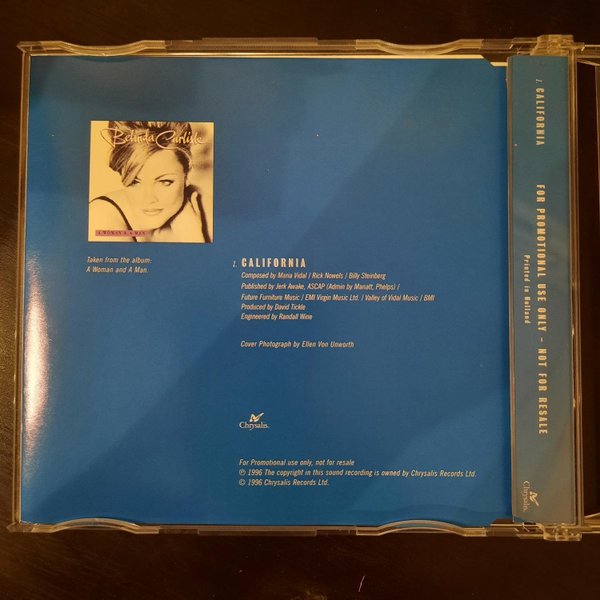 Belinda Carlisle
A WOMAN & A MAN
Taken from the album:
A Woman and A Man.
1. CALIFORNIA
Composed by Maria Vidal / Rick Nowels / Billy Steinberg
Published by Jerk Awake, ASCAP (Admin by Manatt, Phelps) /
Future Furniture Music / EMI Virgin Music Ltd. / Valley of Vidal Music / BMI
Produced by David Tickle
Engineered by Randall Wine
Cover Photograph by Ellen Von Unworth
Chrysalis.
For Promotional use only, not for resale
℗ 1996 The copyright in this sound recording is owned by Chrysalis Records Ltd.
© 1996 Chrysalis Records Ltd.
1. CALIFORNIA
FOR PROMOTIONAL USE ONLY – NOT FOR RESALE
Printed in Holland
Chrysalis.